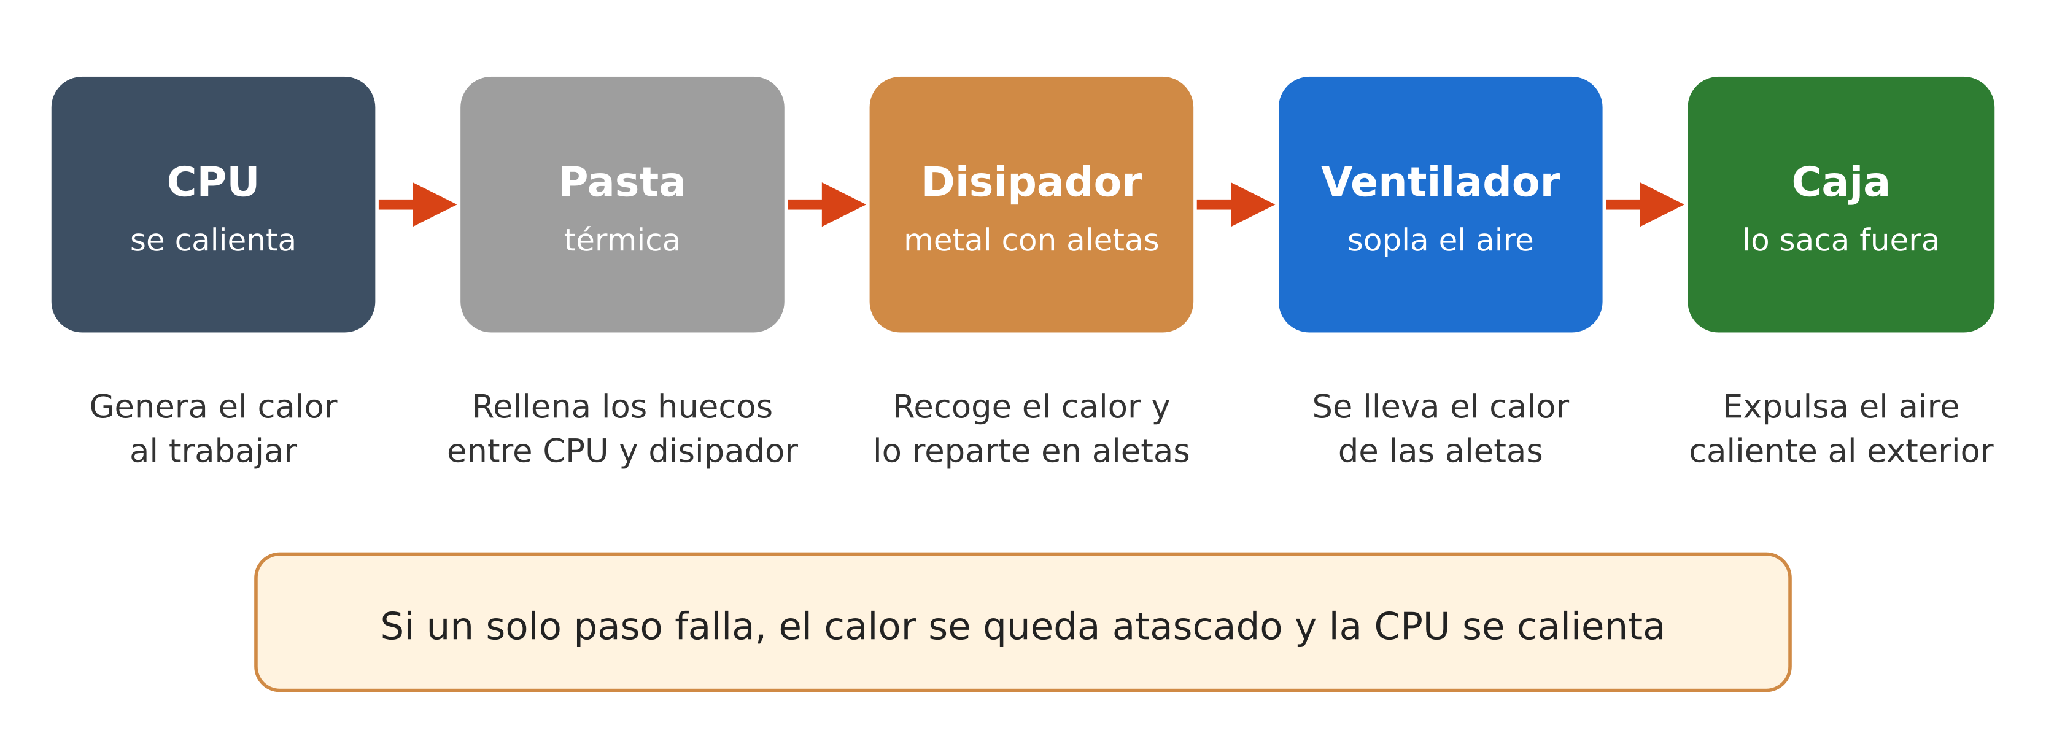 CPU
se calienta
Pasta
térmica
Disipador
metal con aletas
Ventilador
sopla el aire
Caja
lo saca fuera
Genera el calor
al trabajar
Rellena los huecos
entre CPU y disipador
Recoge el calor y
lo reparte en aletas
Se lleva el calor
de las aletas
Expulsa el aire
caliente al exterior
Si un solo paso falla, el calor se queda atascado y la CPU se calienta